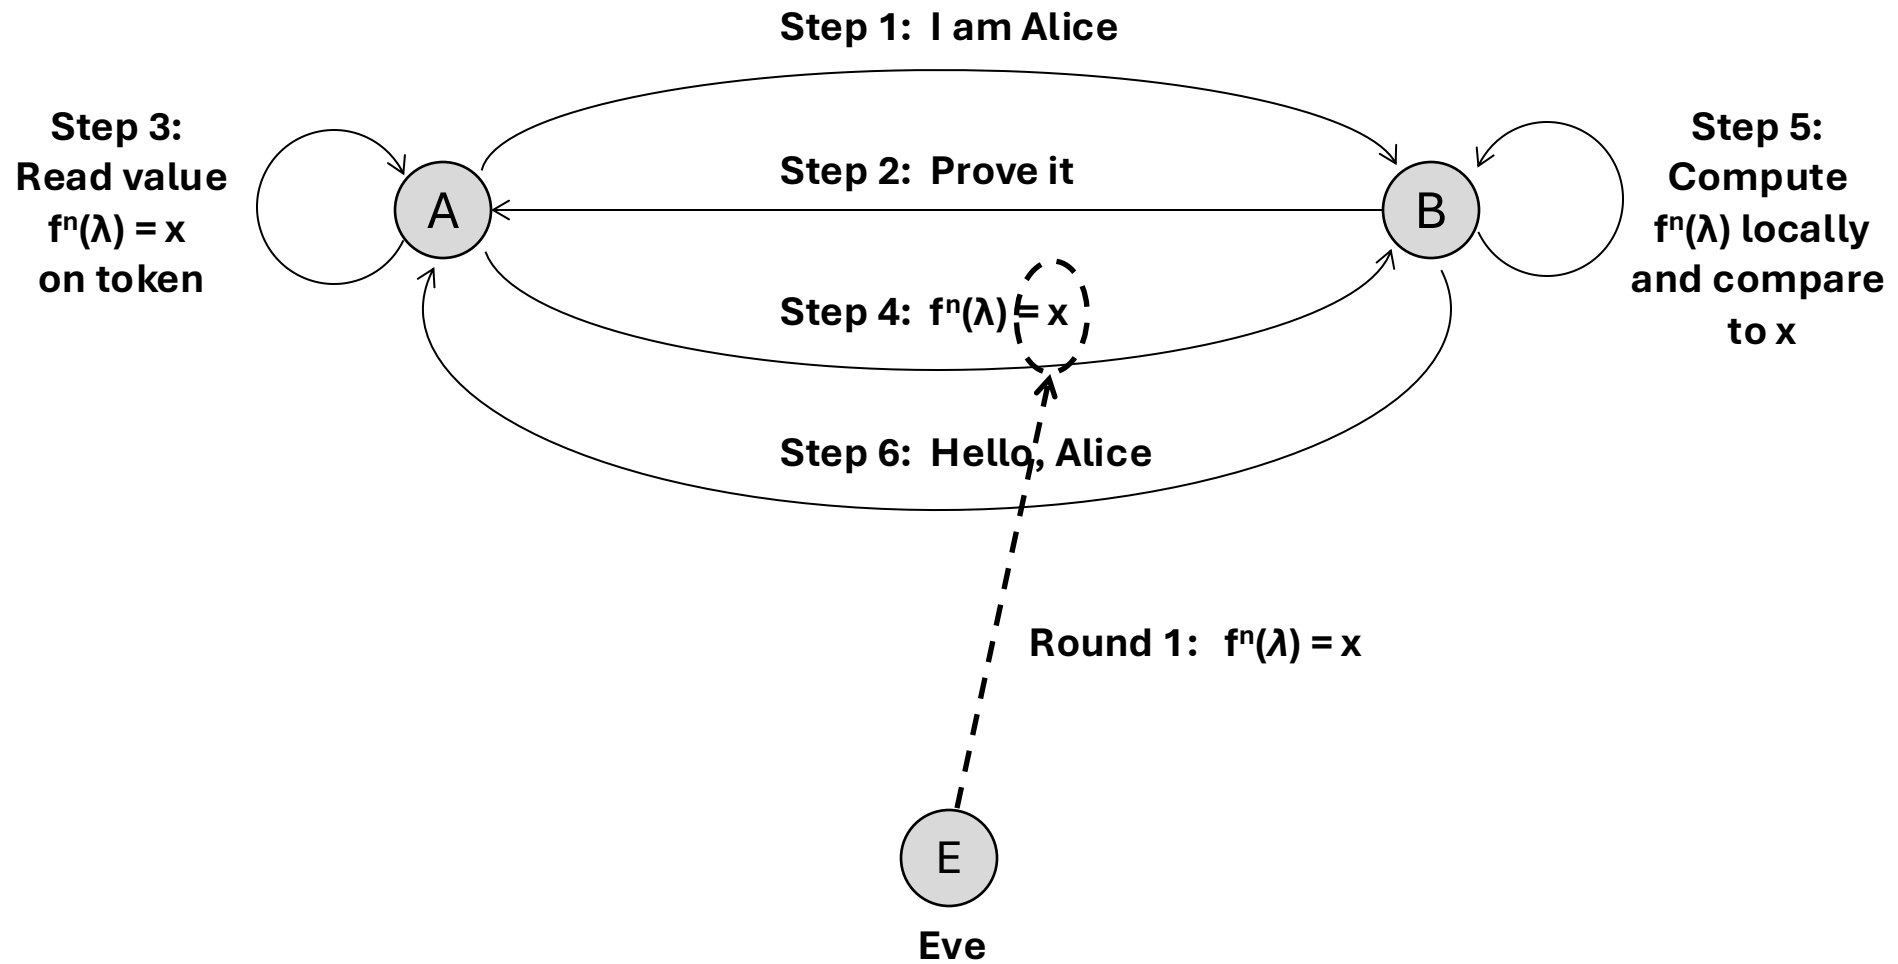 Step 1: I am Alice
Step 3:
Read value
fⁿ(λ) = x
on token
A
Step 2: Prove it
B
Step 5:
Compute
fⁿ(λ) locally
and compare
to x
Step 4: fⁿ(λ) = x
Step 6: Hello, Alice
Round 1: fⁿ(λ) = x
E
Eve